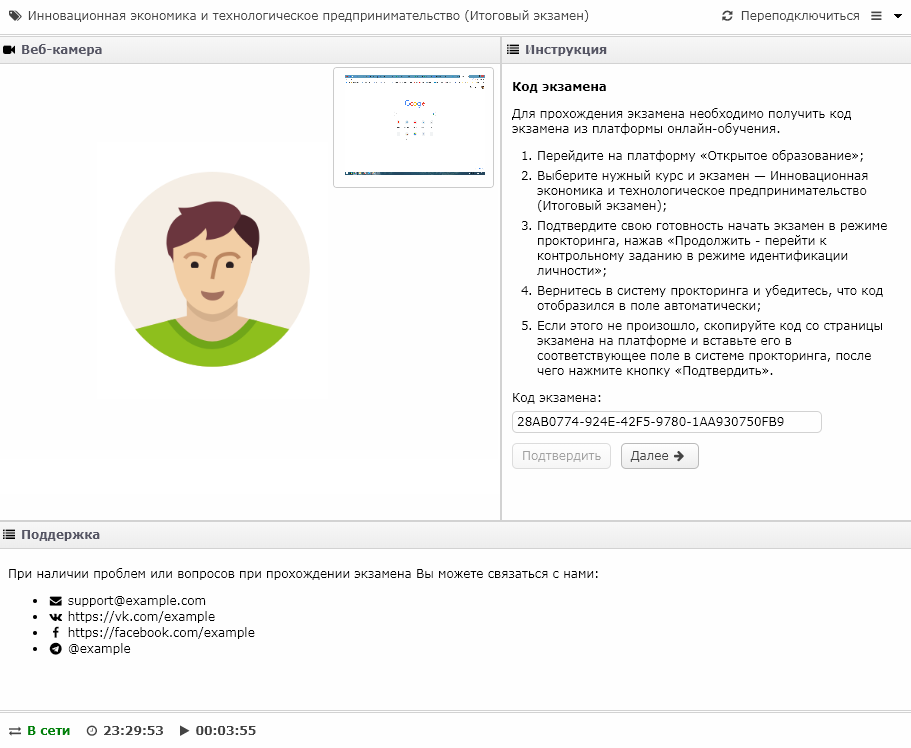 Инновационная экономика и технологическое предпринимательство (Итоговый экзамен)
Переподключиться
Веб-камера
Google
Инструкция
Код экзамена
Для прохождения экзамена необходимо получить код
экзамена из платформы онлайн-обучения.
1. Перейдите на платформу «Открытое образование»;
2. Выберите нужный курс и экзамен — Инновационная
экономика и технологическое предпринимательство
(Итоговый экзамен);
3. Подтвердите свою готовность начать экзамен в режиме
прокторинга, нажав «Продолжить - перейти к
контрольному заданию в режиме идентификации
личности»;
4. Вернитесь в систему прокторинга и убедитесь, что код
отобразился в поле автоматически;
5. Если этого не произошло, скопируйте код со страницы
экзамена на платформе и вставьте его в
соответствующее поле в системе прокторинга, после
чего нажмите кнопку «Подтвердить».
Код экзамена:
28AB0774-924E-42F5-9780-1AA930750FB9
Подтвердить
Далее
Поддержка
При наличии проблем или вопросов при прохождении экзамена Вы можете связаться с нами:
support@example.com
https://vk.com/example
https://facebook.com/example
@example
В сети 23:29:53 00:03:55